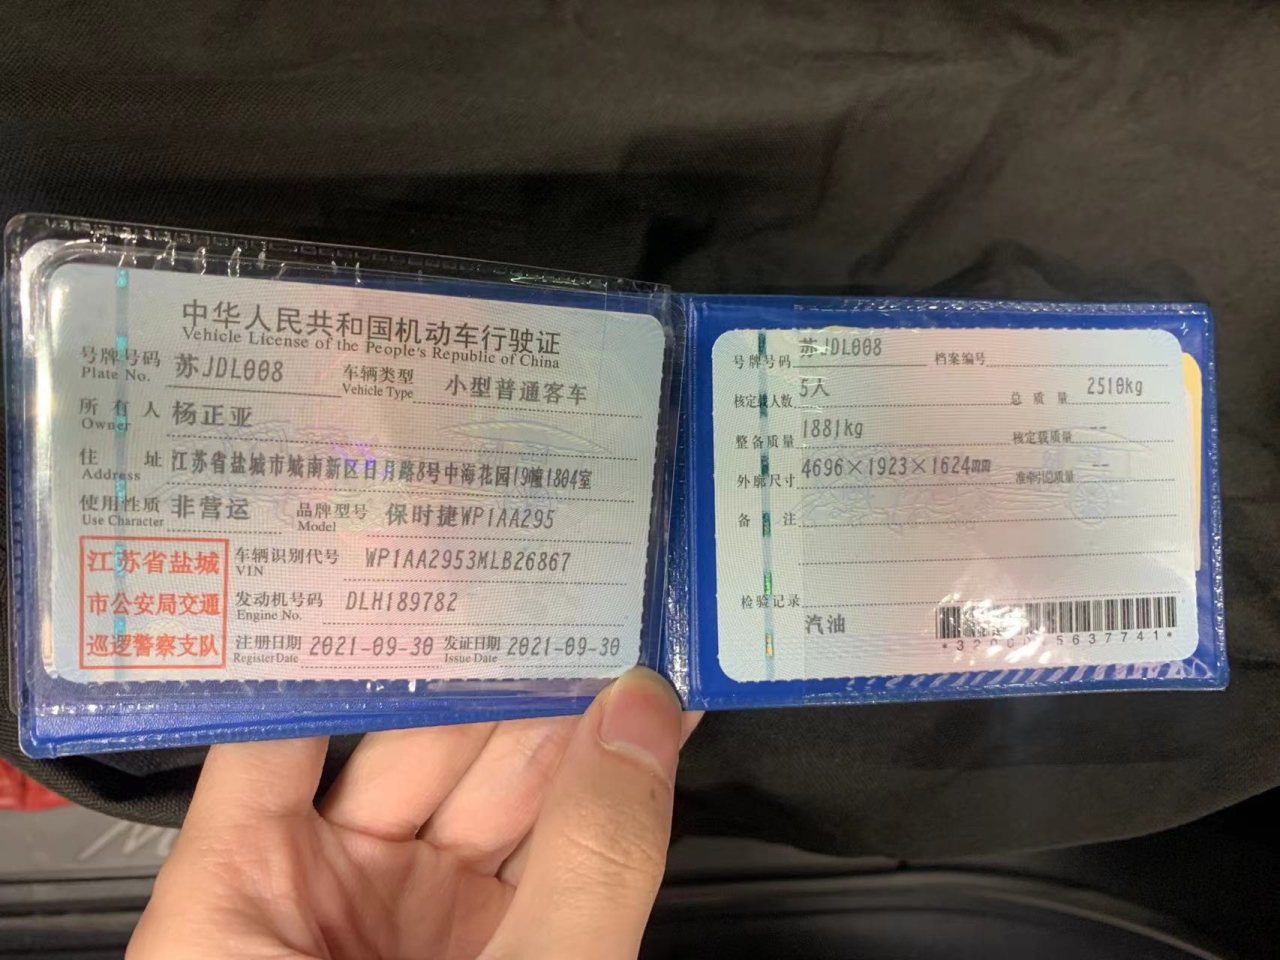 中华人民共和国机动车行驶证
Vehicle License of the People's Republic of China
号牌号码 苏JDL008 车辆类型 小型普通客车
Plate No. Vehicle Type
所有人 杨正亚
Owner
住址 江苏省盐城市城南新区日月路8号中海花园19幢1804室
Address
使用性质 非营运 品牌型号 保时捷WP1AA295
Use Character Model
江苏省盐城
市公安局交通
巡逻警察支队
车辆识别代号 WP1AA2953MLB26867
VIN
发动机号码 DLH189782
Engine No.
注册日期 2021-09-30 发证日期 2021-09-30
Register Date Issue Date
号牌号码 苏JDL008 档案编号
核定载人数 5人 总质量 2510kg
整备质量 1881kg 核定载质量 --
外廓尺寸 4696×1923×1624mm 准牵引总质量 --
备注
检验记录
汽油